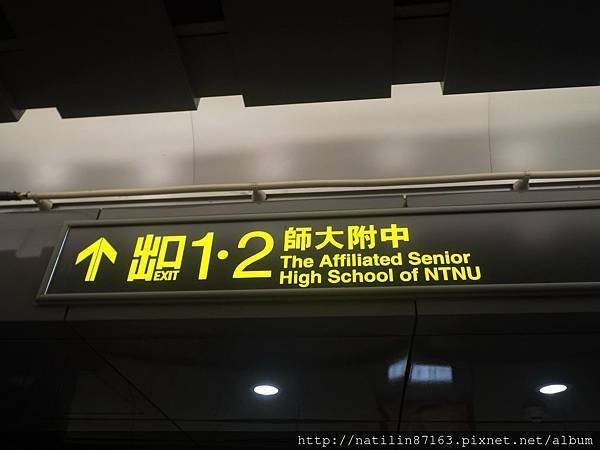 出口 EXIT 1·2 師大附中
The Affiliated Senior
High School of NTNU
http://natilin87163.pixnet.net/album